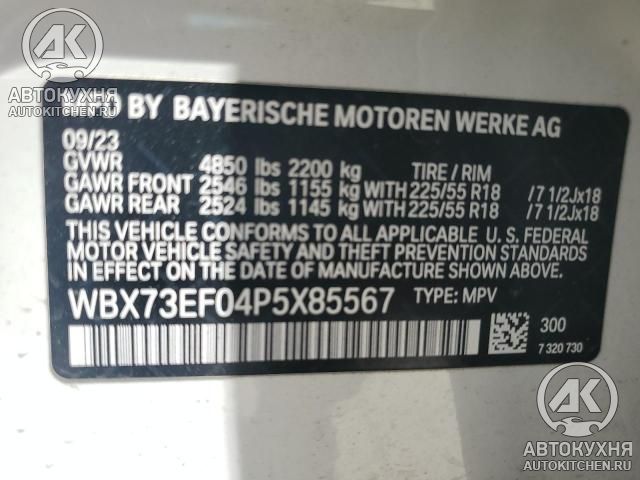 AK
АВТОКУХНЯ
AUTOKITCHEN.RU
BY BAYERISCHE MOTOREN WERKE AG
09/23
GVWR 4850 lbs 2200 kg TIRE / RIM
GAWR FRONT 2546 lbs 1155 kg WITH 225/55 R18 /7 1/2Jx18
GAWR REAR 2524 lbs 1145 kg WITH 225/55 R18 /7 1/2Jx18
THIS VEHICLE CONFORMS TO ALL APPLICABLE U. S. FEDERAL
MOTOR VEHICLE SAFETY AND THEFT PREVENTION STANDARDS
IN EFFECT ON THE DATE OF MANUFACTURE SHOWN ABOVE.
WBX73EF04P5X85567 TYPE: MPV
300
7 320 730
AK
АВТОКУХНЯ
AUTOKITCHEN.RU